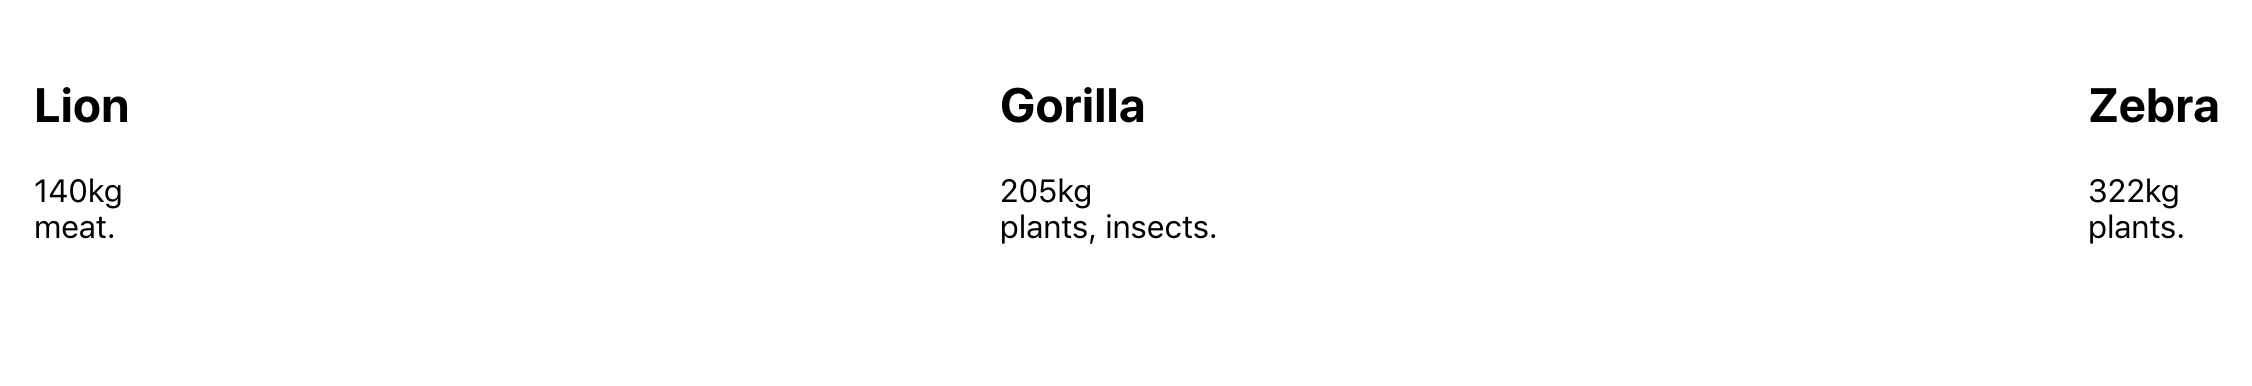 Lion
140kg
meat.
Gorilla
205kg
plants, insects.
Zebra
322kg
plants.